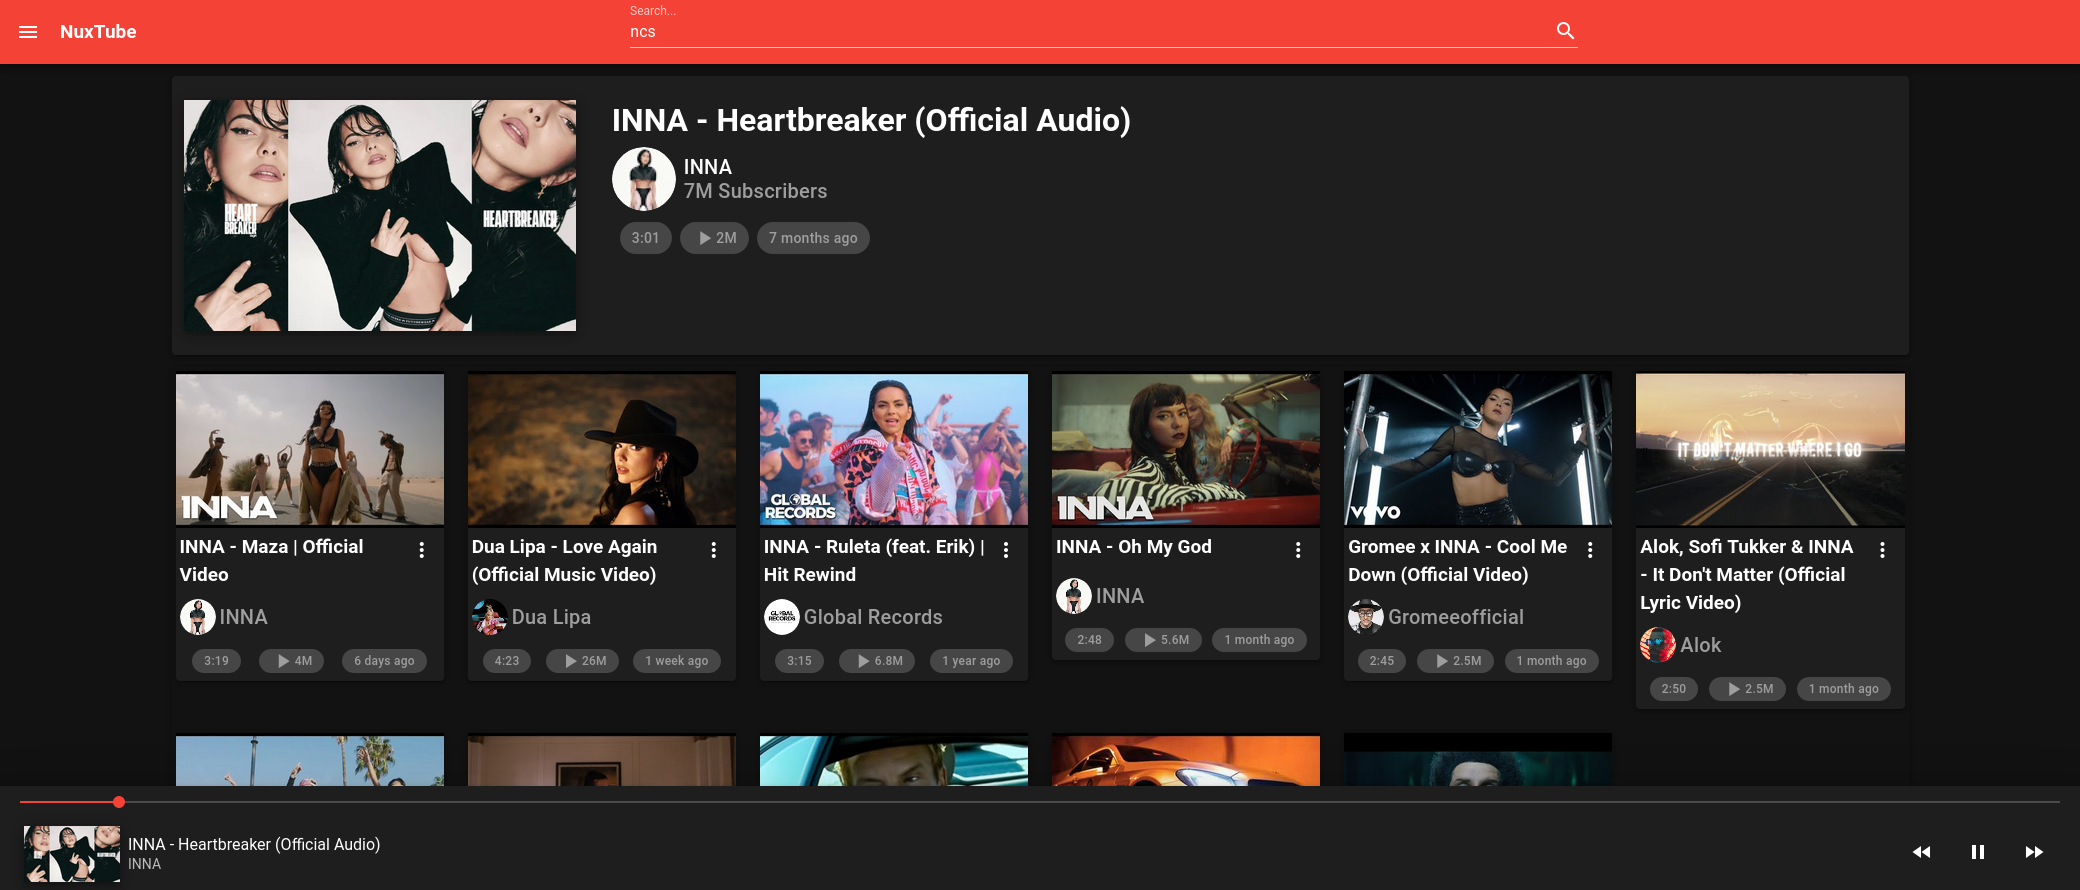 NuxTube
Search...
ncs
INNA - Heartbreaker (Official Audio)
INNA
7M Subscribers
3:01
2M
7 months ago
HEART
BREAKER
HEARTBREAKER
INNA
GLOBAL
RECORDS
INNA
vevo
IT DON'T MATTER WHERE I GO
INNA - Maza | Official
Video
INNA
3:19
4M
6 days ago
Dua Lipa - Love Again
(Official Music Video)
Dua Lipa
4:23
26M
1 week ago
INNA - Ruleta (feat. Erik) |
Hit Rewind
GLOBAL
RECORDS
Global Records
3:15
6.8M
1 year ago
INNA - Oh My God
INNA
2:48
5.6M
1 month ago
Gromee x INNA - Cool Me
Down (Official Video)
Gromeeofficial
2:45
2.5M
1 month ago
Alok, Sofi Tukker & INNA
- It Don't Matter (Official
Lyric Video)
Alok
2:50
2.5M
1 month ago
INNA - Heartbreaker (Official Audio)
INNA